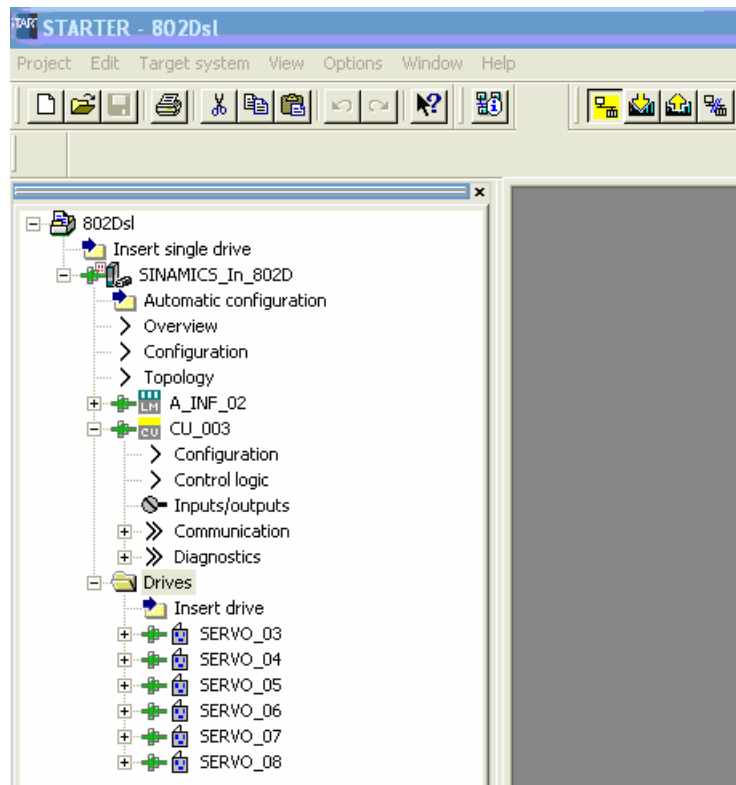 STARTER - 802Dsl
Project Edit Target system View Options Window Help
802Dsl
Insert single drive
SINAMICS_In_802D
Automatic configuration
Overview
Configuration
Topology
LM A_INF_02
CU CU_003
Configuration
Control logic
Inputs/outputs
Communication
Diagnostics
Drives
Insert drive
SERVO_03
SERVO_04
SERVO_05
SERVO_06
SERVO_07
SERVO_08